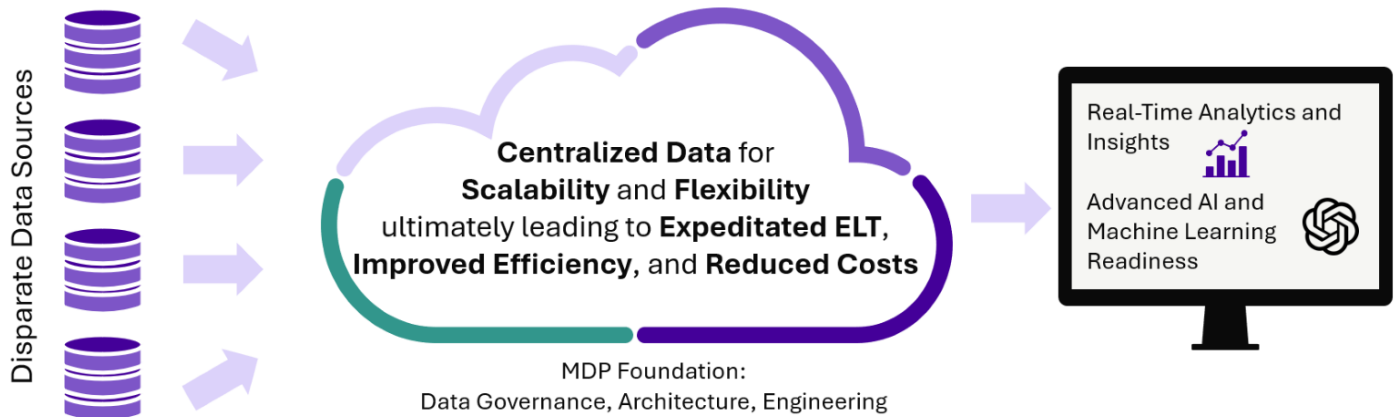 Disparate Data Sources
Centralized Data for
Scalability and Flexibility
ultimately leading to Expeditated ELT,
Improved Efficiency, and Reduced Costs
MDP Foundation:
Data Governance, Architecture, Engineering
Real-Time Analytics and
Insights
Advanced AI and
Machine Learning
Readiness